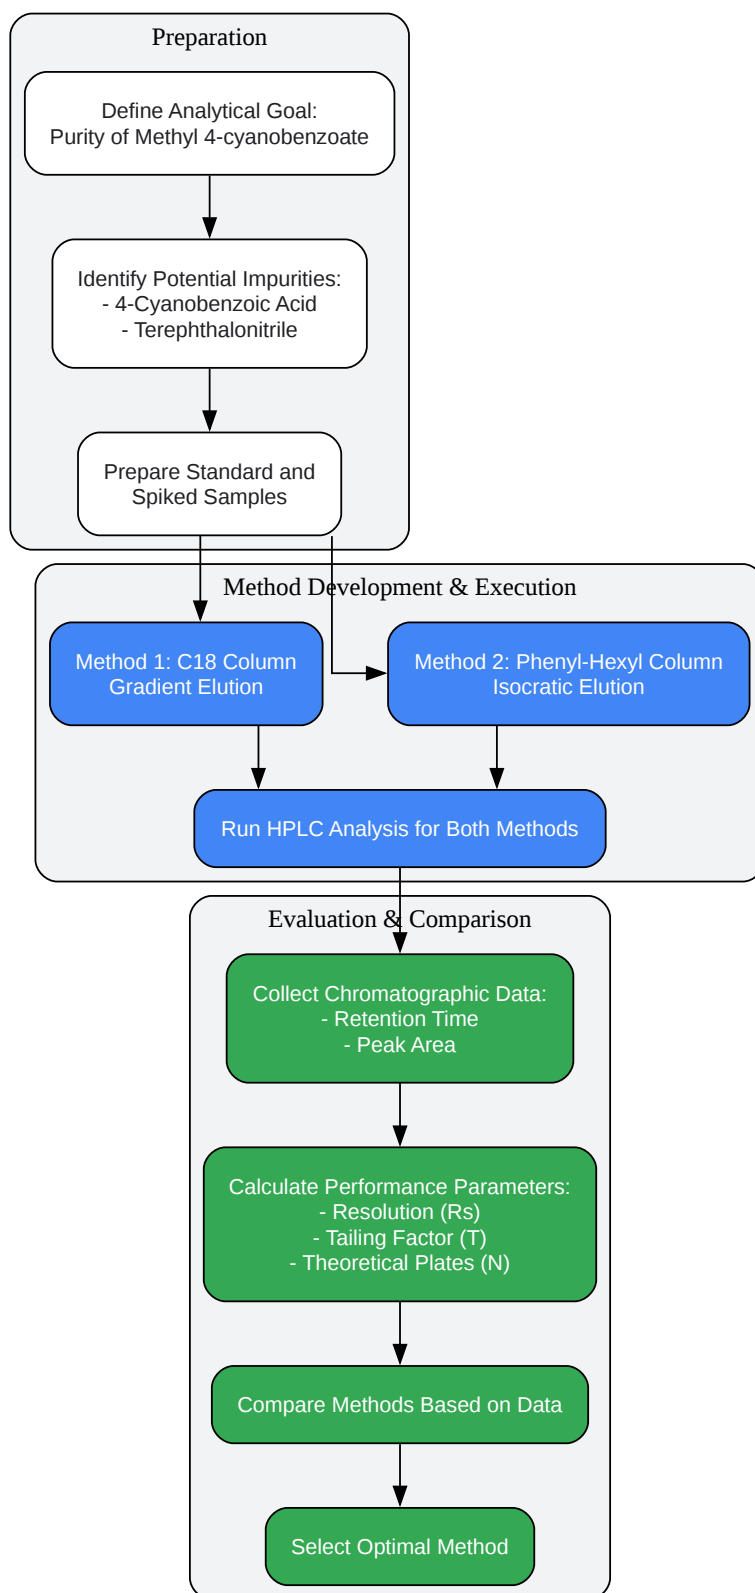 Preparation
Define Analytical Goal:
Purity of Methyl 4-cyanobenzoate
Identify Potential Impurities:
- 4-Cyanobenzoic Acid
- Terephthalonitrile
Prepare Standard and
Spiked Samples
Method Development & Execution
Method 1: C18 Column
Gradient Elution
Method 2: Phenyl-Hexyl Column
Isocratic Elution
Run HPLC Analysis for Both Methods
Evaluation & Comparison
Collect Chromatographic Data:
- Retention Time
- Peak Area
Calculate Performance Parameters:
- Resolution (Rs)
- Tailing Factor (T)
- Theoretical Plates (N)
Compare Methods Based on Data
Select Optimal Method